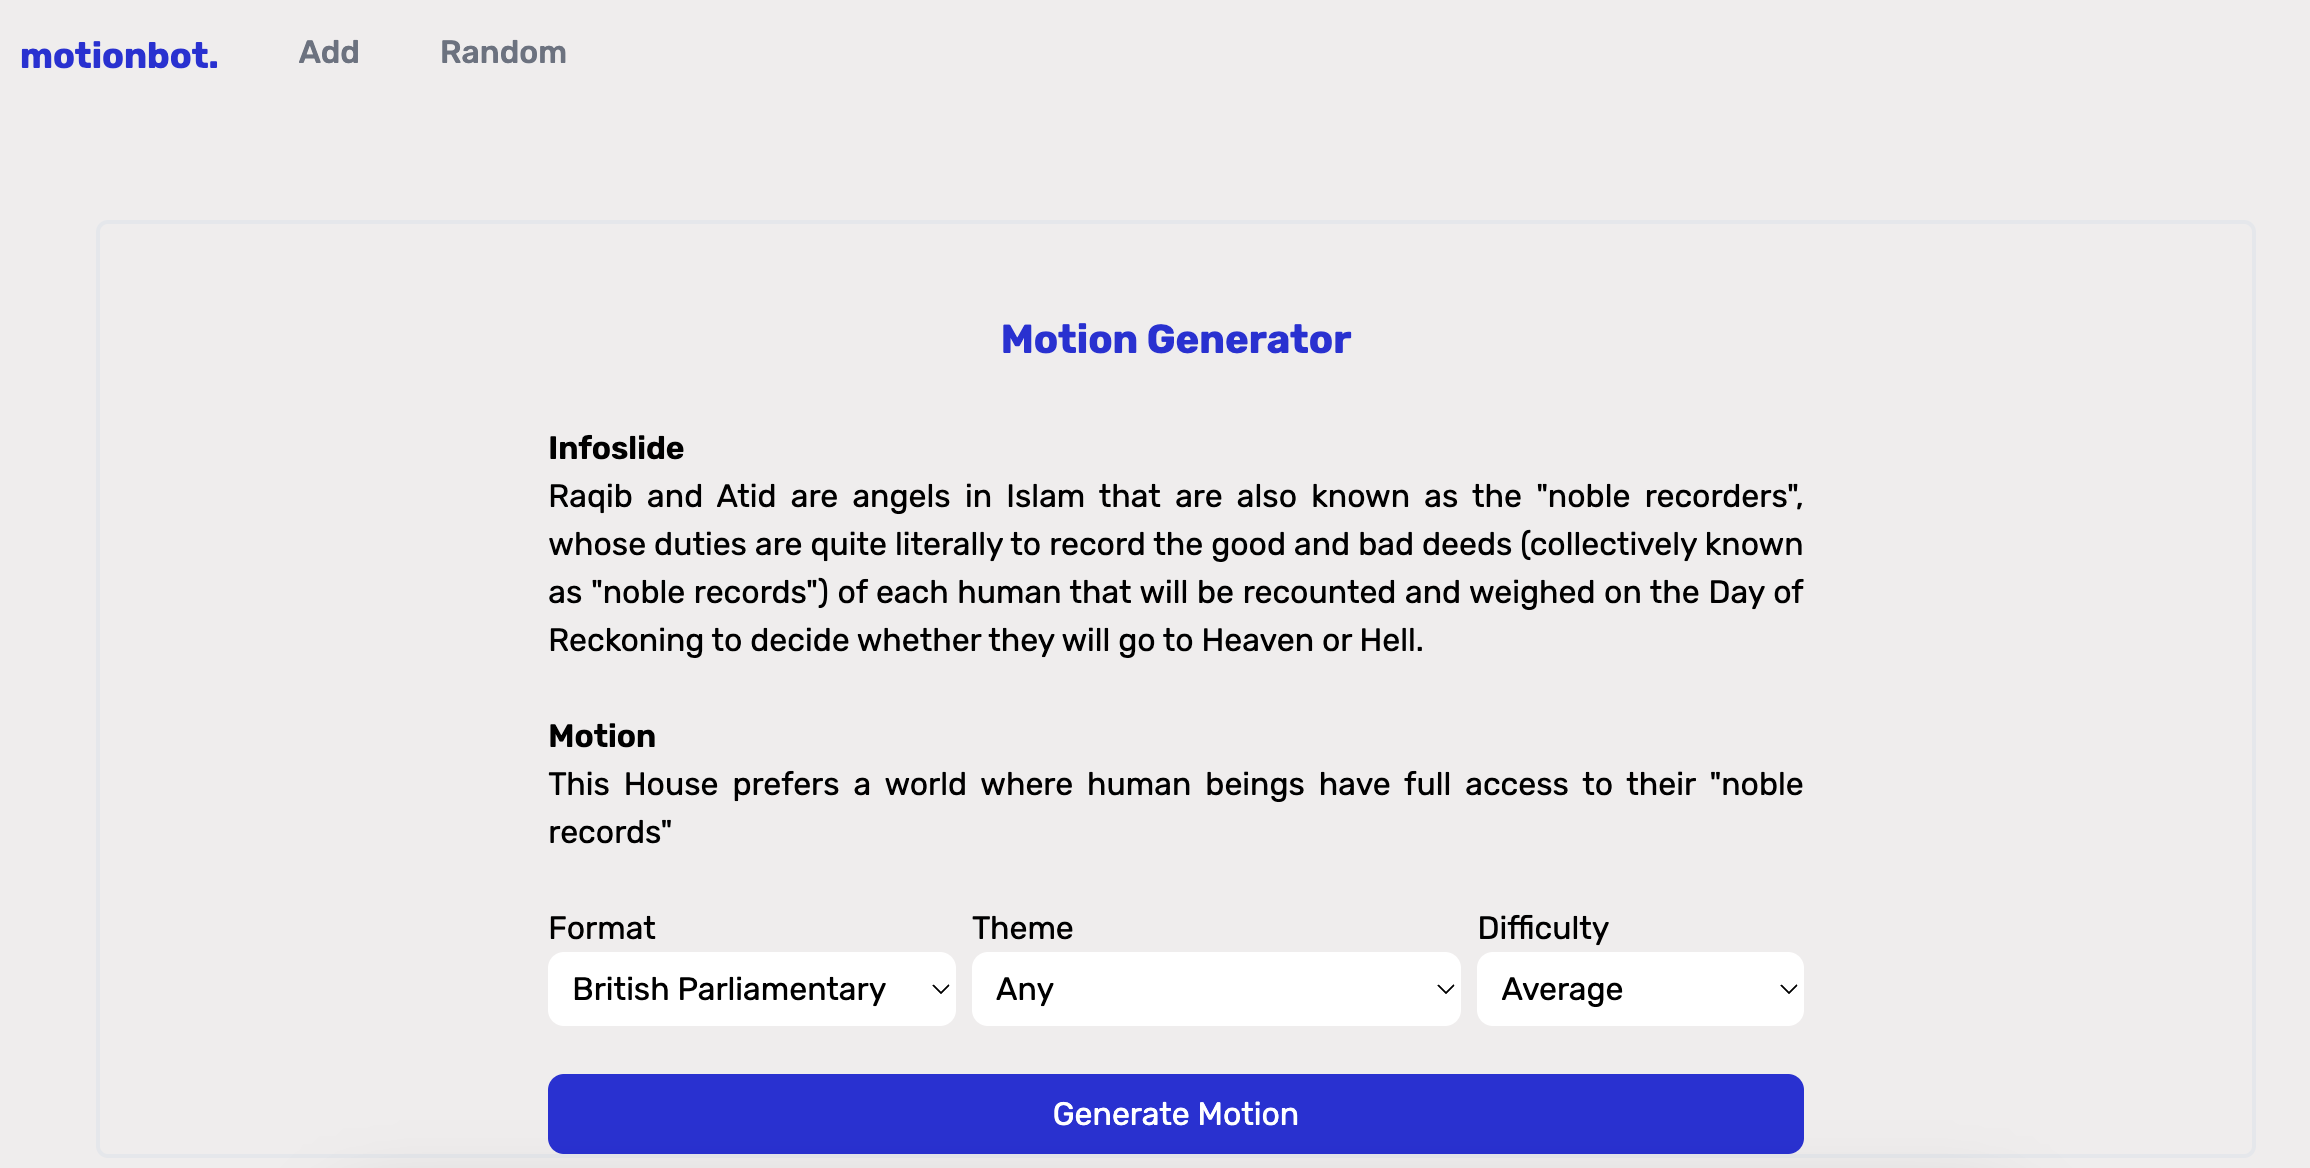 motionbot.
Add
Random
Motion Generator
Infoslide
Raqib and Atid are angels in Islam that are also known as the "noble recorders",
whose duties are quite literally to record the good and bad deeds (collectively known
as "noble records") of each human that will be recounted and weighed on the Day of
Reckoning to decide whether they will go to Heaven or Hell.
Motion
This House prefers a world where human beings have full access to their "noble
records"
Format
Theme
Difficulty
British Parliamentary
Any
Average
Generate Motion